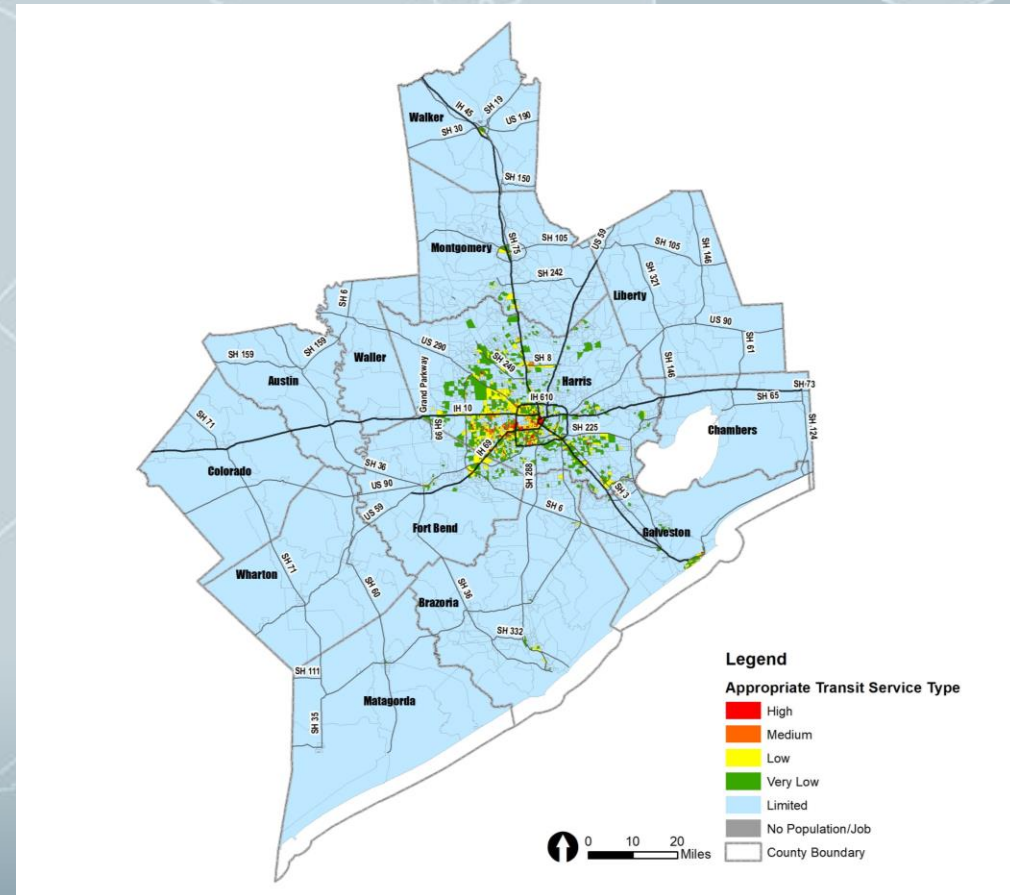 IH 45
SH 19
Walker
US 190
SH 30
SH 150
Montgomery
SH 75
SH 105
US 59
SH 105
SH 146
SH 242
SH 321
Liberty
SH 6
US 90
SH 159
SH 159
Waller
US 290
SH 249
SH 8
SH 61
Austin
Grand Parkway
Harris
SH 146
IH 610
SH 73
SH 65
SH 71
IH 10
SH 99
SH 225
Chambers
SH 124
Colorado
SH 36
IH 69
US 90
SH 288
SH 3
US 59
SH 6
Fort Bend
Galveston
Wharton
SH 71
SH 60
Brazoria
SH 36
SH 332
SH 111
SH 35
Matagorda
Legend
Appropriate Transit Service Type
High
Medium
Low
Very Low
Limited
No Population/Job
County Boundary
0 10 20
Miles